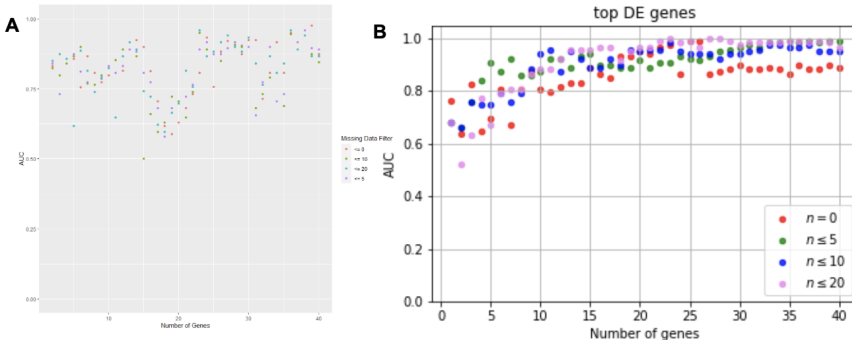 A
1.00
0.75
0.50
0.25
0.00
AUC
0
10
20
30
40
Number of Genes
Missing Data Filter
<= 0
<= 10
<= 20
<= 5
B
top DE genes
1.0
0.8
0.6
0.4
0.2
0.0
AUC
n = 0
n ≤ 5
n ≤ 10
n ≤ 20
0 5 10 15 20 25 30 35 40
Number of genes